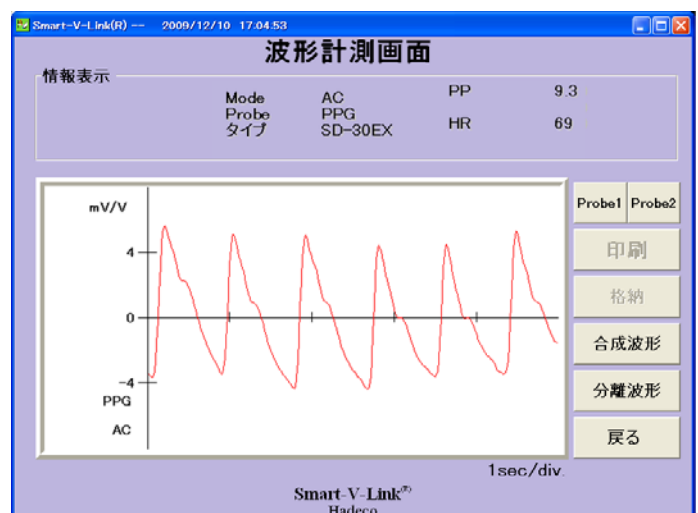 Smart-V-Link(R) -- 2009/12/10 17:04:53
波形計測画面
情報表示
Mode AC PP 9.3
Probe PPG
タイプ SD-30EX HR 69
mV/V
Probe1 Probe2
4
印刷
格納
0
合成波形
-4
分離波形
PPG
AC
戻る
1sec/div.
Smart-V-Link(R)
Hadeco